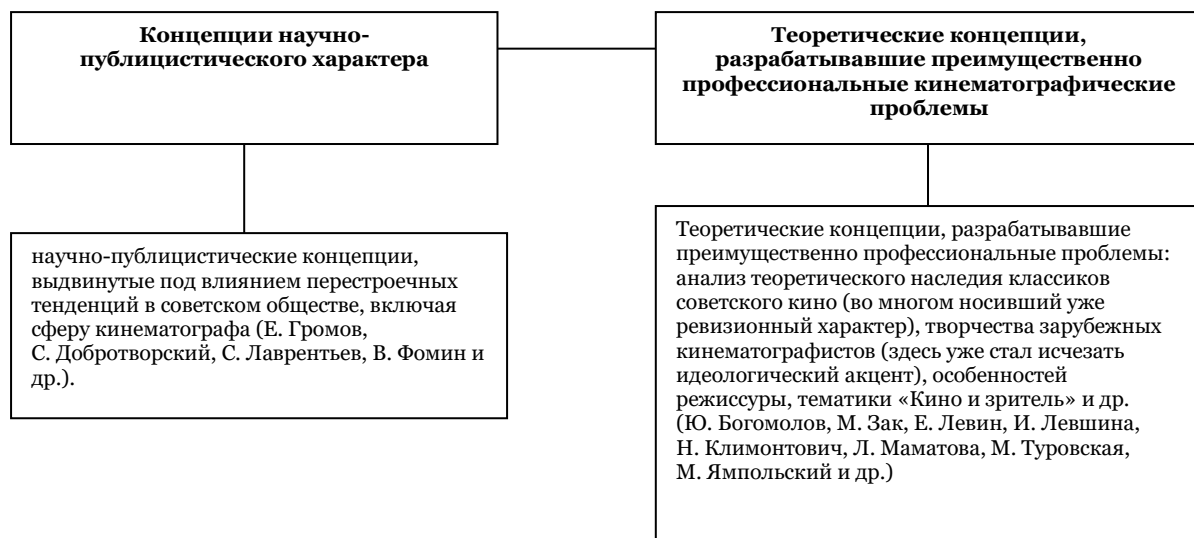 Концепции научно-
публицистического характера
Теоретические концепции,
разрабатывавшие преимущественно
профессиональные кинематографические
проблемы
научно-публицистические концепции,
выдвинутые под влиянием перестроечных
тенденций в советском обществе, включая
сферу кинематографа (Е. Громов,
С. Добротворский, С. Лаврентьев, В. Фомин и
др.).
Теоретические концепции, разрабатывавшие
преимущественно профессиональные проблемы:
анализ теоретического наследия классиков
советского кино (во многом носивший уже
ревизионный характер), творчества зарубежных
кинематографистов (здесь уже стал исчезать
идеологический акцент), особенностей
режиссуры, тематики «Кино и зритель» и др.
(Ю. Богомолов, М. Зак, Е. Левин, И. Левшина,
Н. Климонтович, Л. Маматова, М. Туровская,
М. Ямпольский и др.)